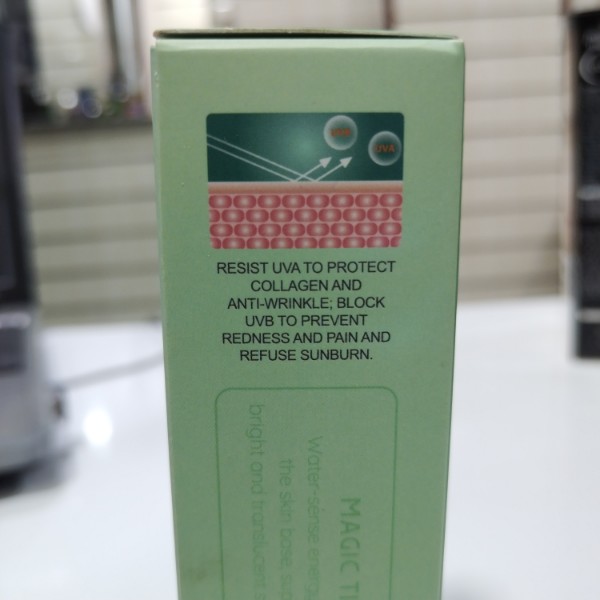 UVB
UVA
RESIST UVA TO PROTECT
COLLAGEN AND
ANTI-WRINKLE; BLOCK
UVB TO PREVENT
REDNESS AND PAIN AND
REFUSE SUNBURN.
MAGIC
Water-sense
the skin base,
bright and translucent